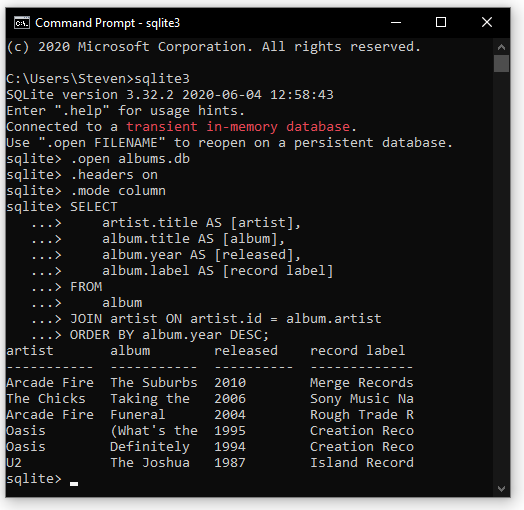 Command Prompt - sqlite3
(c) 2020 Microsoft Corporation. All rights reserved.
C:\Users\Steven>sqlite3
SQLite version 3.32.2 2020-06-04 12:58:43
Enter ".help" for usage hints.
Connected to a transient in-memory database.
Use ".open FILENAME" to reopen on a persistent database.
sqlite> .open albums.db
sqlite> .headers on
sqlite> .mode column
sqlite> SELECT
   ...>     artist.title AS [artist],
   ...>     album.title AS [album],
   ...>     album.year AS [released],
   ...>     album.label AS [record label]
   ...> FROM
   ...>     album
   ...> JOIN artist ON artist.id = album.artist
   ...> ORDER BY album.year DESC;
artist       album        released    record label
-----------  -----------  ----------  -------------
Arcade Fire  The Suburbs  2010        Merge Records
The Chicks   Taking the   2006        Sony Music Na
Arcade Fire  Funeral      2004        Rough Trade R
Oasis        (What's the  1995        Creation Reco
Oasis        Definitely   1994        Creation Reco
U2           The Joshua   1987        Island Record
sqlite>